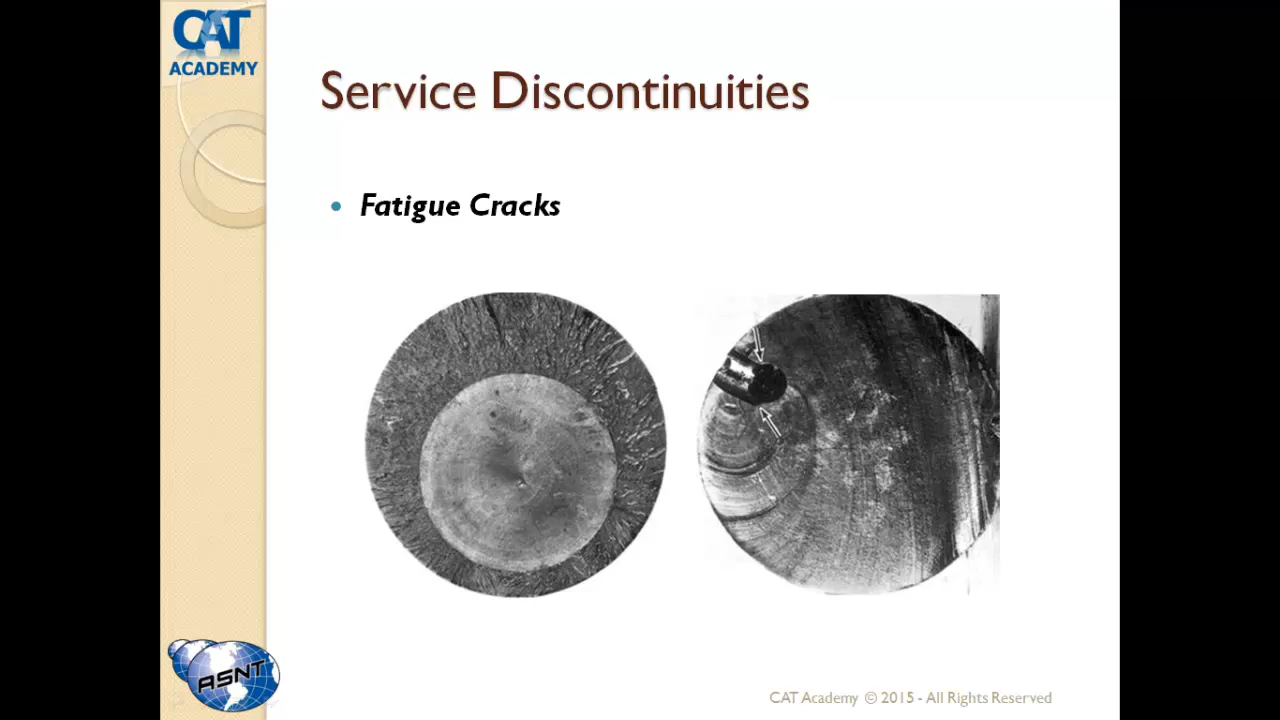 CAT
ACADEMY
Service Discontinuities
Fatigue Cracks
ASNT
CAT Academy © 2015 - All Rights Reserved